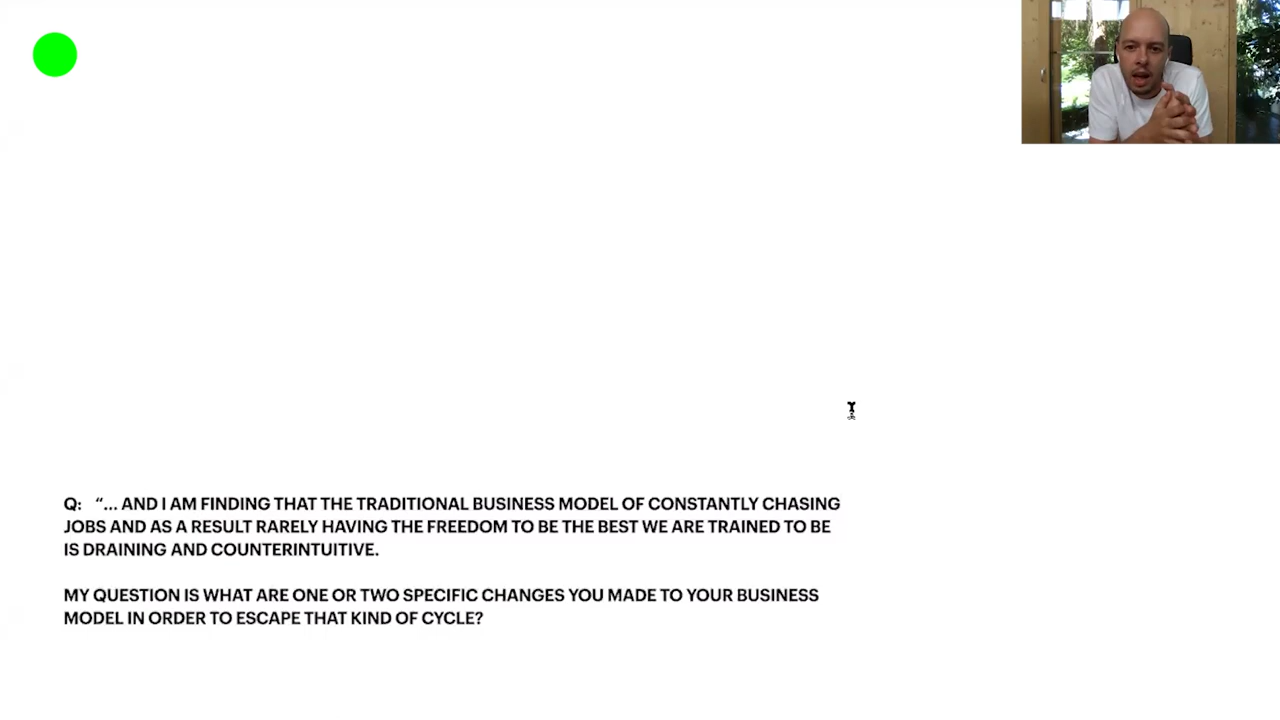 Q: “... AND I AM FINDING THAT THE TRADITIONAL BUSINESS MODEL OF CONSTANTLY CHASING
JOBS AND AS A RESULT RARELY HAVING THE FREEDOM TO BE THE BEST WE ARE TRAINED TO BE
IS DRAINING AND COUNTERINTUITIVE.
MY QUESTION IS WHAT ARE ONE OR TWO SPECIFIC CHANGES YOU MADE TO YOUR BUSINESS
MODEL IN ORDER TO ESCAPE THAT KIND OF CYCLE?